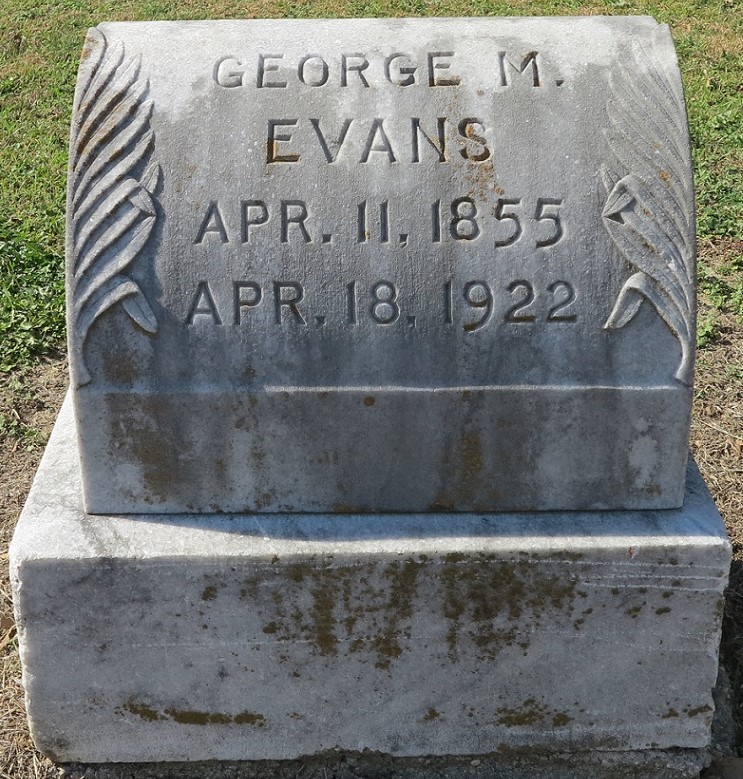 GEORGE M.
EVANS
APR. 11, 1855
APR. 18, 1922